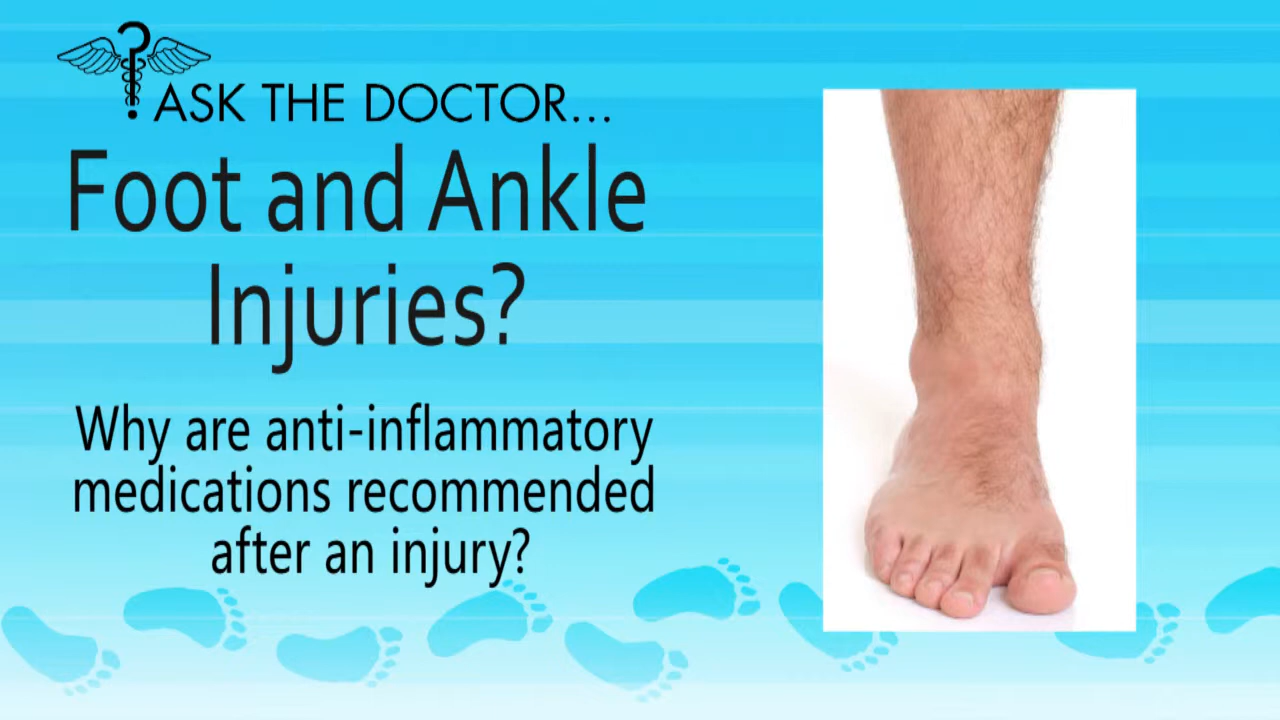 ASK THE DOCTOR...
Foot and Ankle
Injuries?
Why are anti-inflammatory
medications recommended
after an injury?